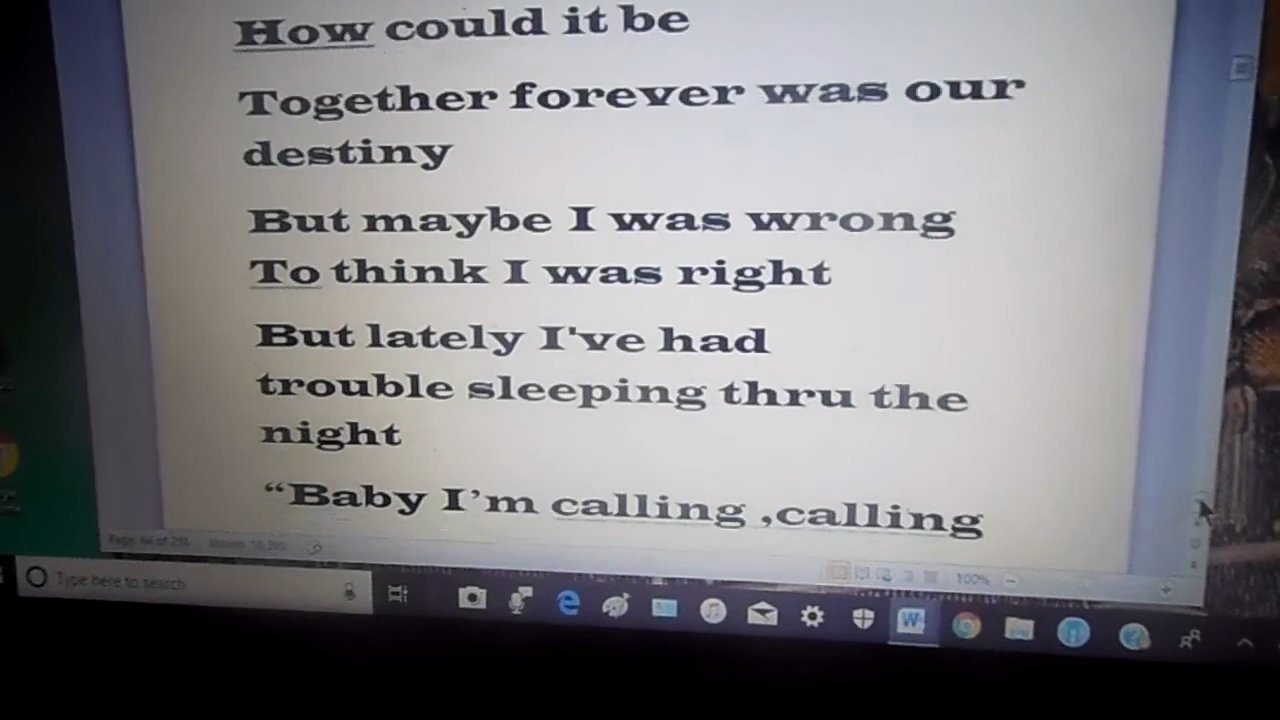 How could it be
Together forever was our
destiny
But maybe I was wrong
To think I was right
But lately I've had
trouble sleeping thru the
night
“Baby I’m calling ,calling
Type here to search
100%